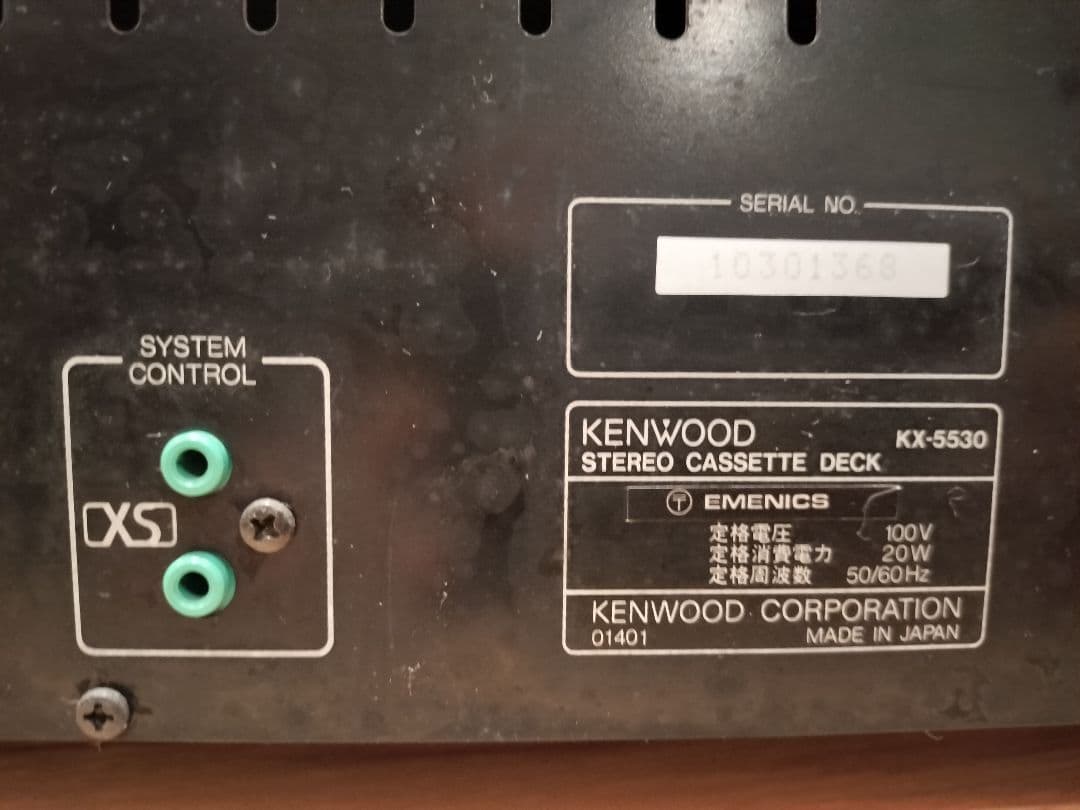 SERIAL NO.
10301368
SYSTEM
CONTROL
XS
KENWOOD KX-5530
STEREO CASSETTE DECK
〒 EMENICS
定格電圧 100V
定格消費電力 20W
定格周波数 50/60Hz
KENWOOD CORPORATION
01401 MADE IN JAPAN